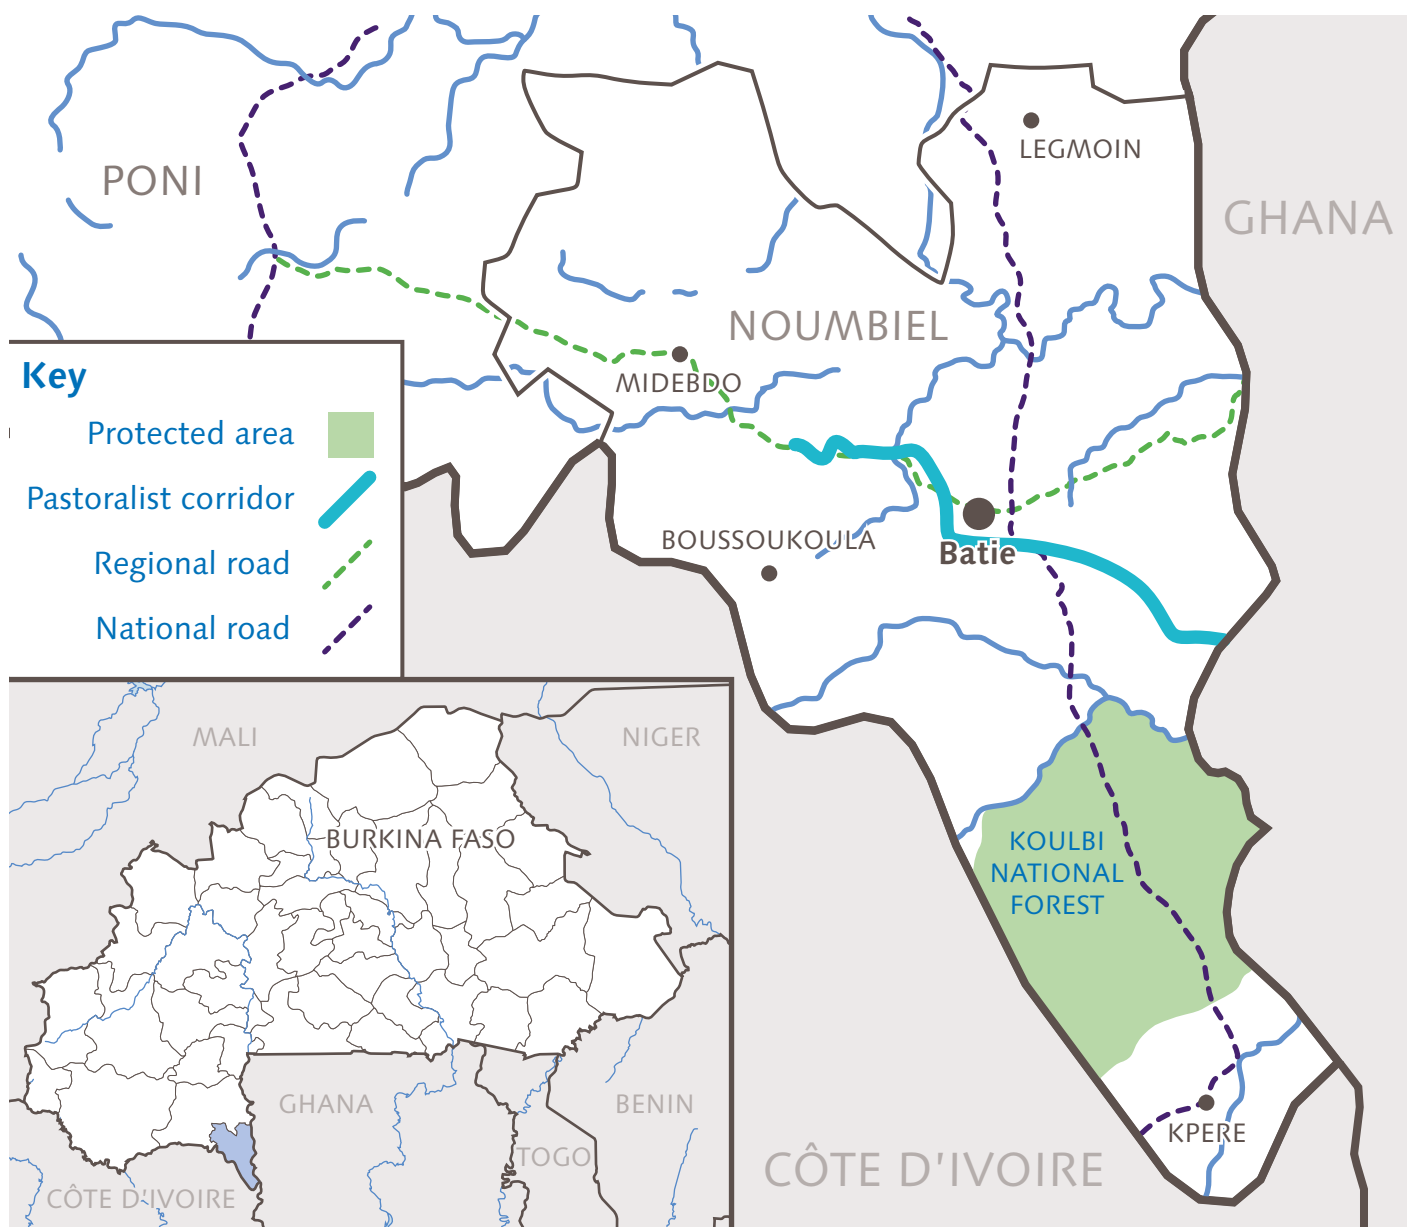 PONI
LEGMOIN
GHANA
NOUMBIEL
MIDEBDO
Key
Protected area
Pastoralist corridor
Regional road
National road
BOUSSOUKOULA
Batie
MALI
NIGER
BURKINA FASO
KOULBI
NATIONAL
FOREST
GHANA
BENIN
TOGO
CÔTE D'IVOIRE
KPERE
CÔTE D'IVOIRE